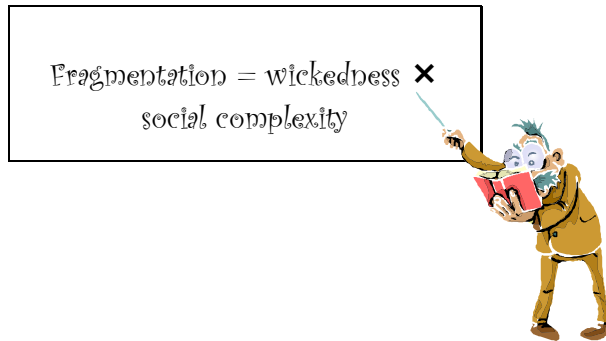 Fragmentation = wickedness ×
social complexity